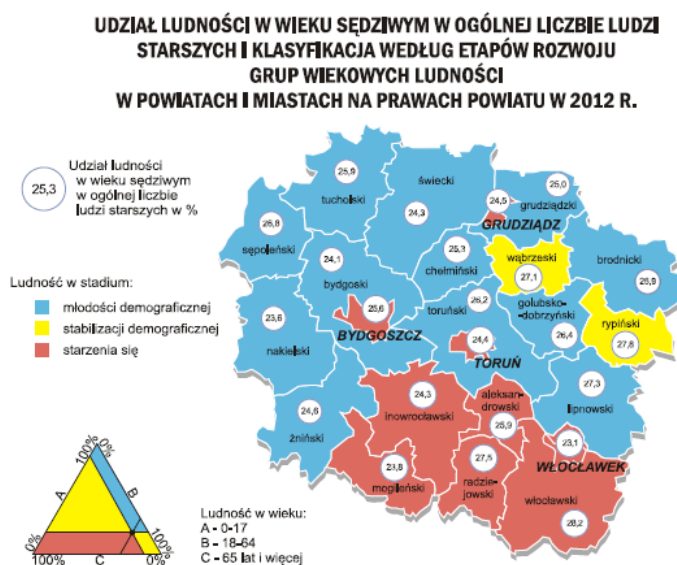 UDZIAŁ LUDNOŚCI W WIEKU SĘDZIWYM W OGÓLNEJ LICZBIE LUDZI
STARSZYCH I KLASYFIKACJA WEDŁUG ETAPÓW ROZWOJU
GRUP WIEKOWYCH LUDNOŚCI
W POWIATACH I MIASTACH NA PRAWACH POWIATU W 2012 R.
25,3
Udział ludności
w wieku sędziwym
w ogólnej liczbie
ludzi starszych w %
Ludność w stadium:
młodości demograficznej
stabilizacji demograficznej
starzenia się
25,9
tucholski
świecki
24,3
25,0
grudziądzki
24,5
GRUDZIĄDZ
26,8
sępoleński
24,1
bydgoski
25,3
chełmiński
wąbrzeski
27,1
brodnicki
25,9
23,6
nakielski
25,6
BYDGOSZCZ
26,2
toruński
24,4
TORUŃ
golubsko-
dobrzyński
26,4
rypiński
27,8
24,6
żniński
24,3
inowrocławski
aleksan-
drowski
25,9
27,3
lipnowski
23,8
mogileński
27,5
radzie-
jowski
23,1
WŁOCŁAWEK
włocławski
28,2
100%
0%
A
B
0%
100%
C
100%
0%
Ludność w wieku:
A - 0-17
B - 18-64
C - 65 lat i więcej